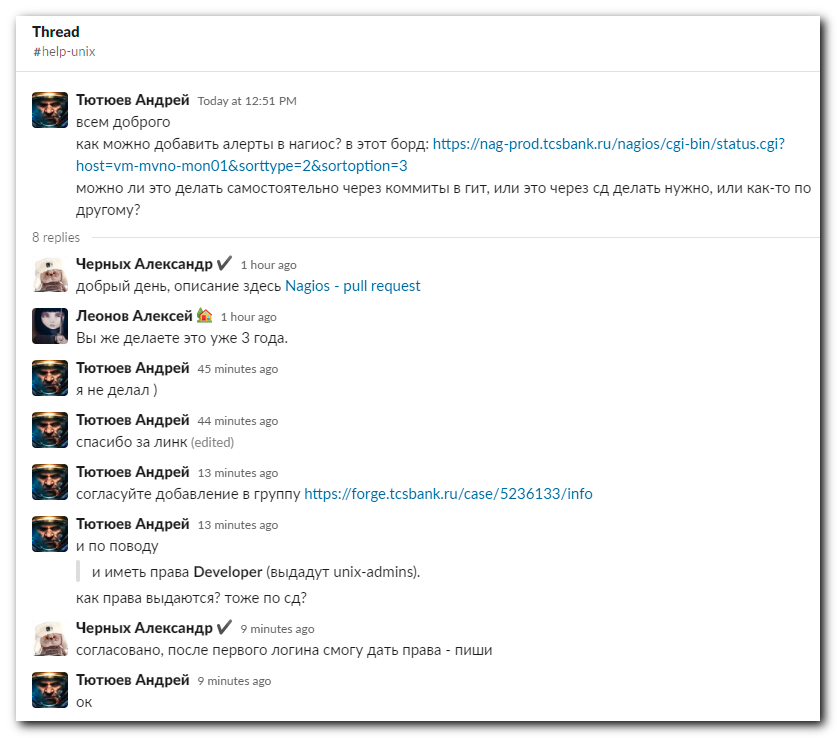 Thread
#help-unix
Тютюев Андрей Today at 12:51 PM
всем доброго
как можно добавить алерты в нагиос? в этот борд: https://nag-prod.tcsbank.ru/nagios/cgi-bin/status.cgi?
host=vm-mvno-mon01&sorttype=2&sortoption=3
можно ли это делать самостоятельно через коммиты в гит, или это через сд делать нужно, или как-то по
другому?
8 replies
Черных Александр ✔ 1 hour ago
добрый день, описание здесь Nagios - pull request
Леонов Алексей 🏡 1 hour ago
Вы же делаете это уже 3 года.
Тютюев Андрей 45 minutes ago
я не делал )
Тютюев Андрей 44 minutes ago
спасибо за линк (edited)
Тютюев Андрей 13 minutes ago
согласуйте добавление в группу https://forge.tcsbank.ru/case/5236133/info
Тютюев Андрей 13 minutes ago
и по поводу
и иметь права Developer (выдадут unix-admins).
как права выдаются? тоже по сд?
Черных Александр ✔ 9 minutes ago
согласовано, после первого логина смогу дать права - пиши
Тютюев Андрей 9 minutes ago
ок